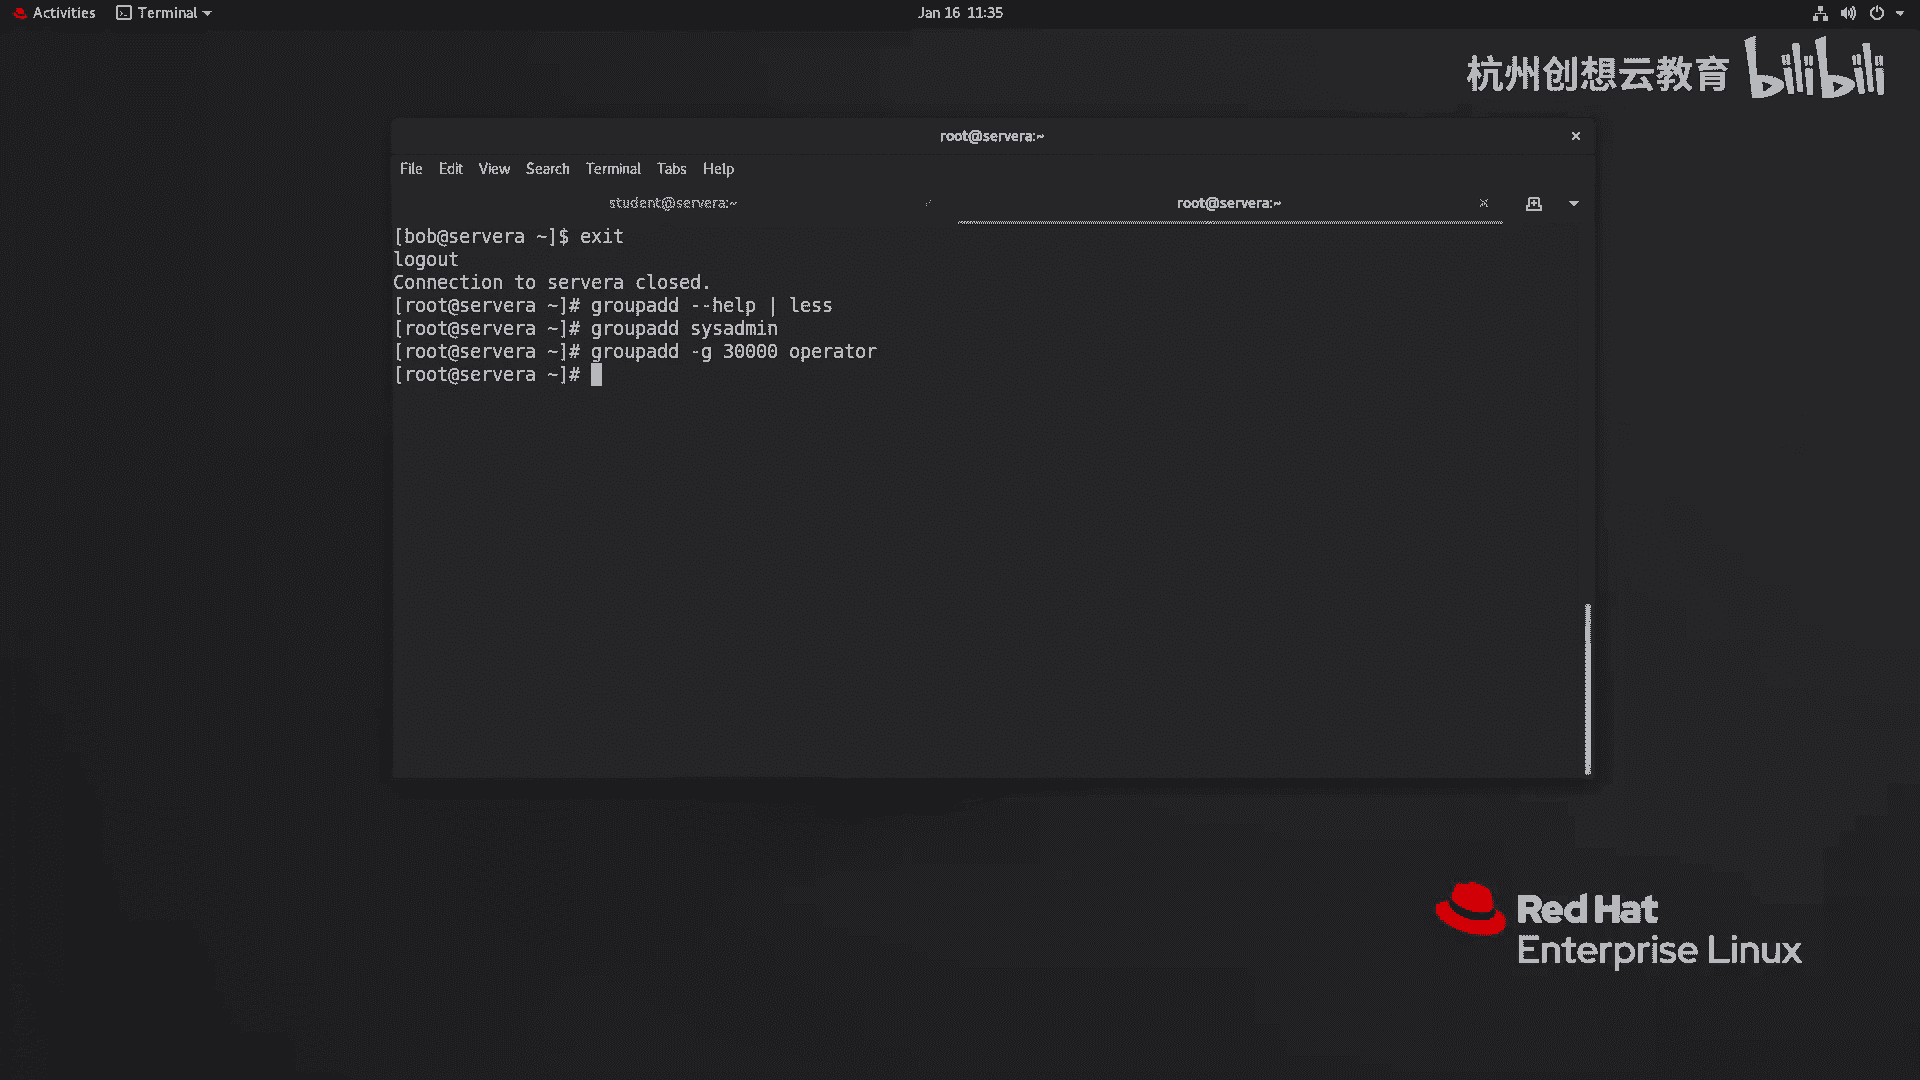 Activities Terminal Jan 16 11:35
杭州创想云教育 bilibili
root@servera:~
File Edit View Search Terminal Tabs Help
student@servera:~ root@servera:~
[bob@servera ~]$ exit
logout
Connection to servera closed.
[root@servera ~]# groupadd --help | less
[root@servera ~]# groupadd sysadmin
[root@servera ~]# groupadd -g 30000 operator
[root@servera ~]#
Red Hat
Enterprise Linux